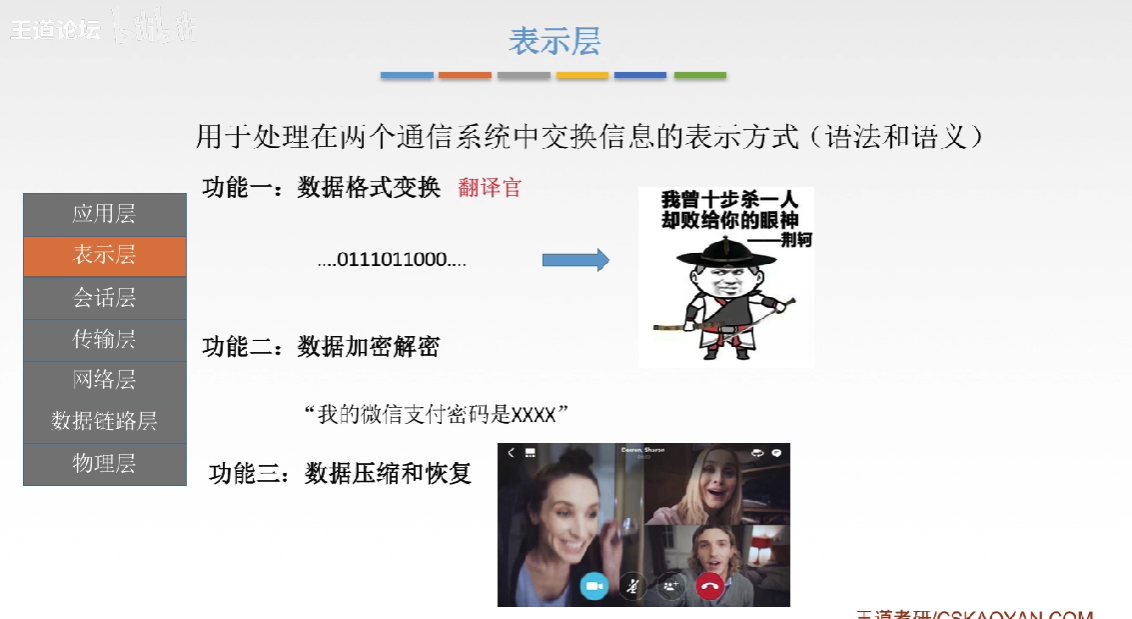 王道论坛
表示层
用于处理在两个通信系统中交换信息的表示方式（语法和语义）
功能一：数据格式变换 翻译官
我曾十步杀一人
却败给你的眼神
——荆轲
....0111011000....
功能二：数据加密解密
“我的微信支付密码是XXXX”
功能三：数据压缩和恢复
应用层
表示层
会话层
传输层
网络层
数据链路层
物理层
王道考研/CSKAOYAN.COM